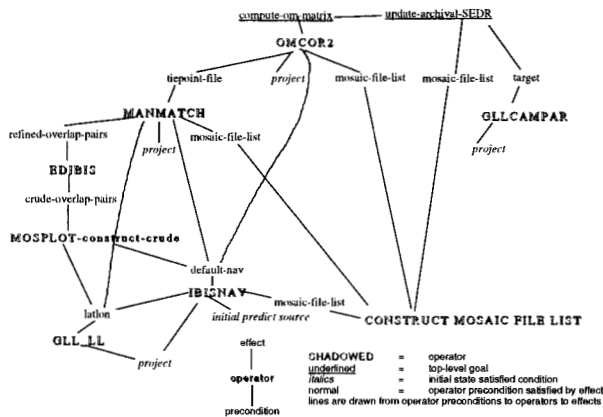 compute-om-matrix update-archival-SEDR
OMCOR2
tiepoint-file project mosaic-file-list mosaic-file-list target
MANMATCH GLLCAMPAR
refined-overlap-pairs project mosaic-file-list project
EDIBIS
crude-overlap-pairs
MOSPLOT-construct-crude
default-nav
IBISNAV mosaic-file-list
latlon initial predict source CONSTRUCT MOSAIC FILE LIST
GLL_LL
project
effect
operator
precondition
SHADOWED = operator
underlined = top-level goal
italics = initial state satisfied condition
normal = operator precondition satisfied by effect
lines are drawn from operator preconditions to operators to effects